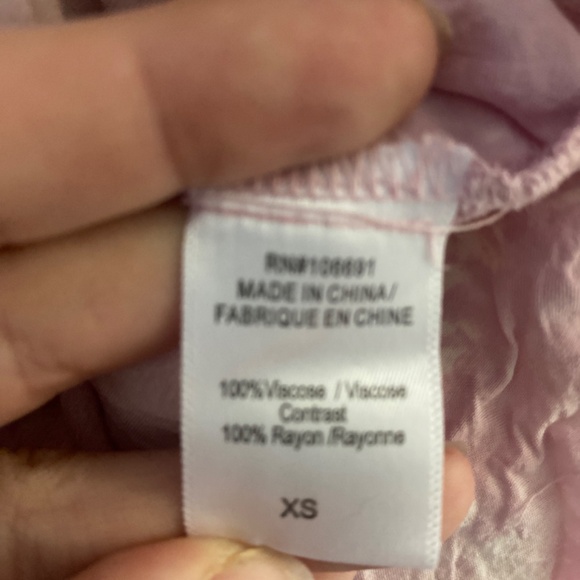 RN#106691
MADE IN CHINA/
FABRIQUE EN CHINE
100%Viscose / Viscose
Contrast
100% Rayon /Rayonne
XS